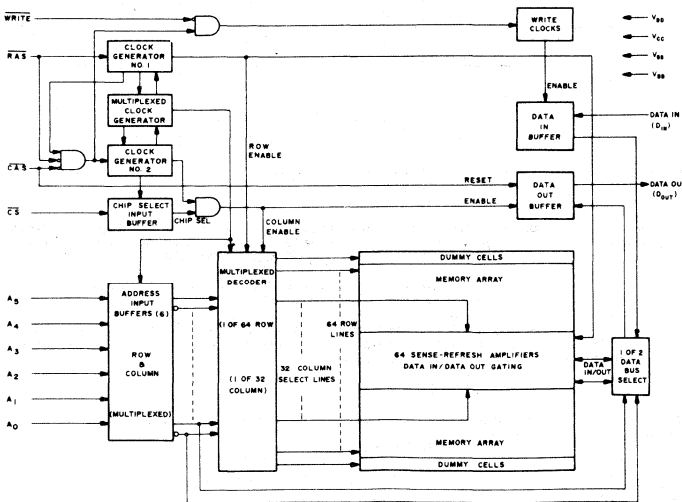 WRITE
RAS
CAS
CS
A5
A4
A3
A2
A1
A0
CLOCK
GENERATOR
NO. 1
MULTIPLEXED
CLOCK
GENERATOR
CLOCK
GENERATOR
NO. 2
CHIP SELECT
INPUT
BUFFER
CHIP SEL
ROW
ENABLE
COLUMN
ENABLE
RESET
ENABLE
WRITE
CLOCKS
ENABLE
DATA
IN
BUFFER
DATA
OUT
BUFFER
VDD
VCC
VSS
VBB
DATA IN
(DIN)
DATA OU
(DOUT)
ADDRESS
INPUT
BUFFERS (6)
ROW
&
COLUMN
(MULTIPLEXED)
MULTIPLEXED
DECODER
(1 OF 64 ROW
(1 OF 32
COLUMN)
64 ROW
LINES
32 COLUMN
SELECT LINES
DUMMY CELLS
MEMORY ARRAY
64 SENSE-REFRESH AMPLIFIERS
DATA IN/DATA OUT GATING
MEMORY ARRAY
DUMMY CELLS
DATA
IN/OUT
1 OF 2
DATA
BUS
SELECT